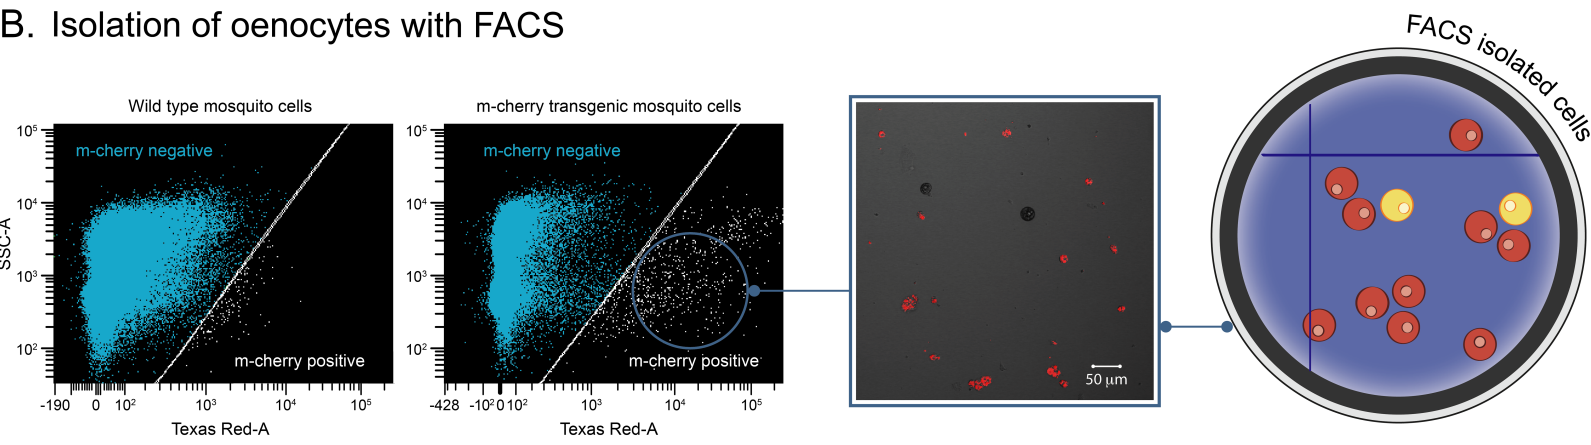 B. Isolation of oenocytes with FACS
FACS isolated cells
Wild type mosquito cells
m-cherry transgenic mosquito cells
10⁵
m-cherry negative
10⁴
SSC-A
10³
10²
m-cherry positive
-190 0 10² 10³ 10⁴ 10⁵
Texas Red-A
10⁵
m-cherry negative
10⁴
10³
10²
m-cherry positive
-428 -10² 0 10² 10³ 10⁴ 10⁵
Texas Red-A
50 μm